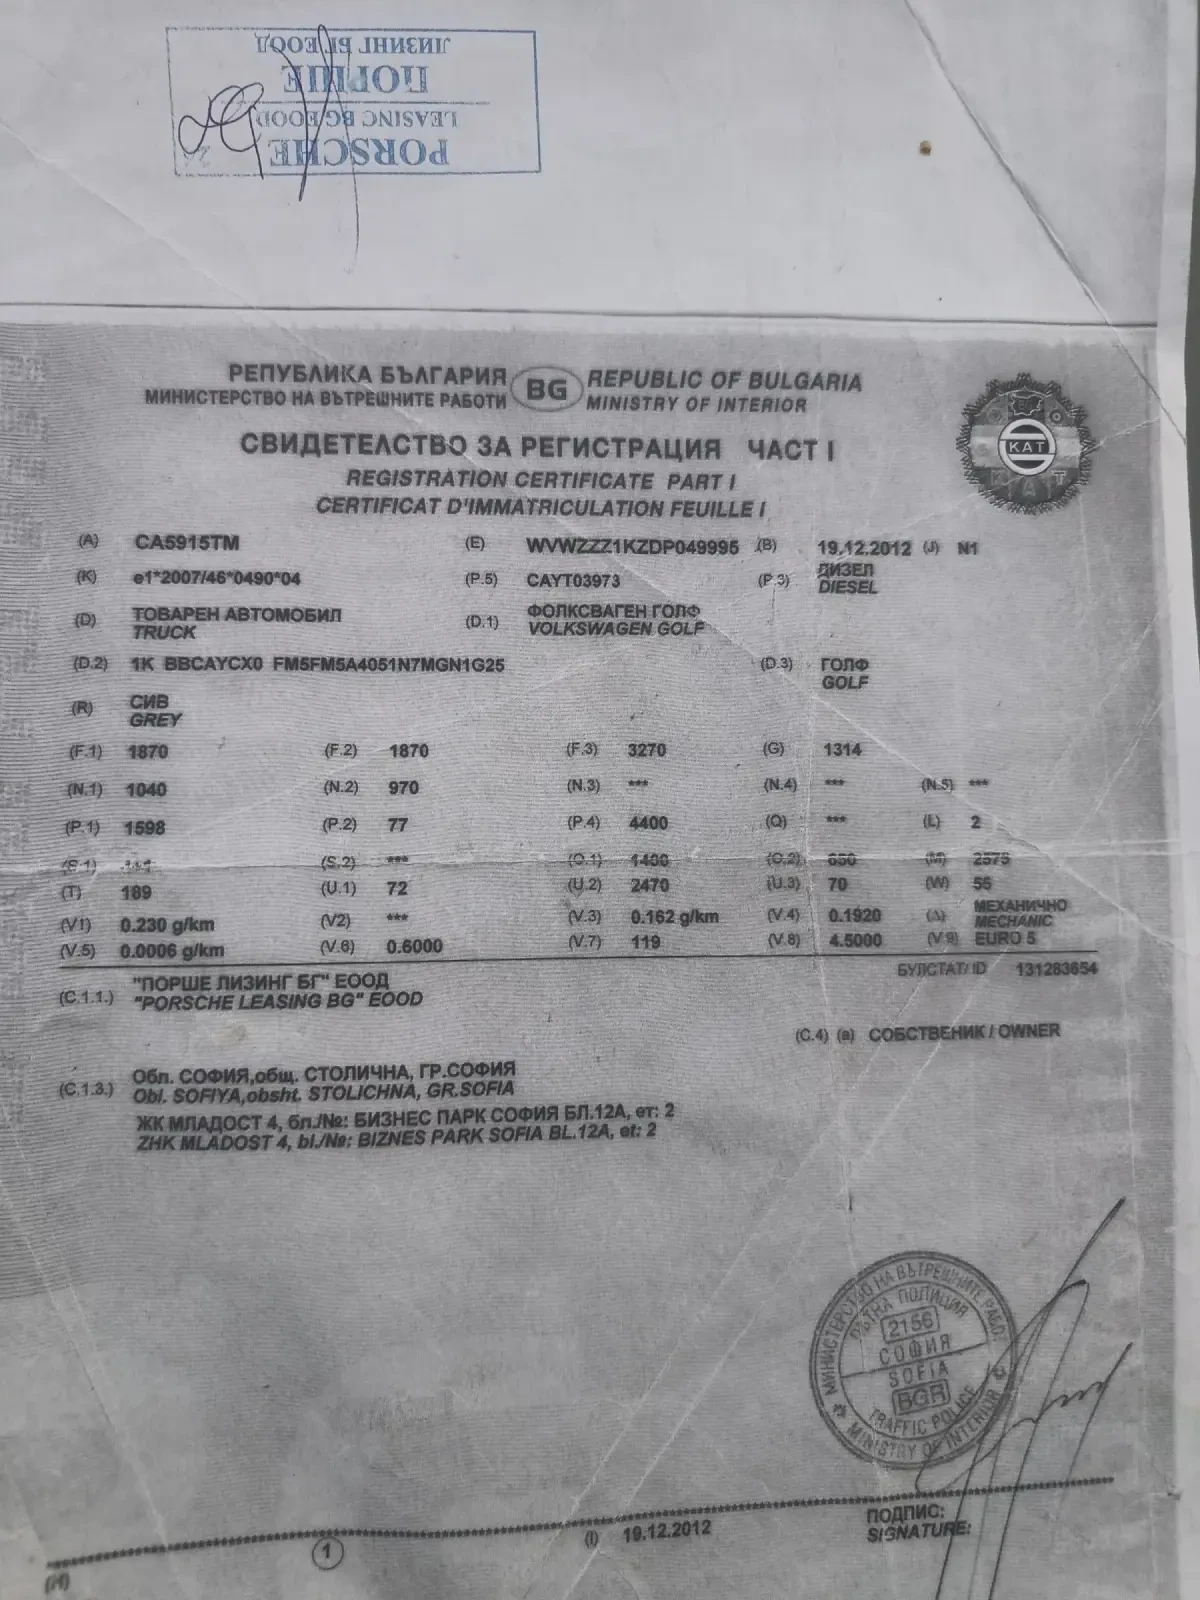 PORSCHE
LEASING BG EOOD
ПОРШЕ
ЛИЗИНГ БГ ЕООД
РЕПУБЛИКА БЪЛГАРИЯ BG REPUBLIC OF BULGARIA
МИНИСТЕРСТВО НА ВЪТРЕШНИТЕ РАБОТИ MINISTRY OF INTERIOR
КАТ
КАТ
СВИДЕТЕЛСТВО ЗА РЕГИСТРАЦИЯ ЧАСТ I
REGISTRATION CERTIFICATE PART I
CERTIFICAT D'IMMATRICULATION FEUILLE I
(A) CA5915TM (E) WVWZZZ1KZDP049995 (B) 19.12.2012 (J) N1
(K) e1*2007/46*0490*04 (P.5) CAYT03973 (P.3) ДИЗЕЛ
DIESEL
(D) ТОВАРЕН АВТОМОБИЛ (D.1) ФОЛКСВАГЕН ГОЛФ
TRUCK VOLKSWAGEN GOLF
(D.2) 1K BBCAYCX0 FM5FM5A4051N7MGN1G25 (D.3) ГОЛФ
GOLF
(R) СИВ
GREY
(F.1) 1870 (F.2) 1870 (F.3) 3270 (G) 1314
(N.1) 1040 (N.2) 970 (N.3) *** (N.4) *** (N.5) ***
(P.1) 1598 (P.2) 77 (P.4) 4400 (Q) *** (L) 2
(S.1) 1+1 (S.2) *** (O.1) 1400 (O.2) 650 (M) 2575
(T) 189 (U.1) 72 (U.2) 2470 (U.3) 70 (W) 55
(V1) 0.230 g/km (V2) *** (V.3) 0.162 g/km (V.4) 0.1920 (Δ) МЕХАНИЧНО
MECHANIC
(V.5) 0.0006 g/km (V.6) 0.6000 (V.7) 119 (V.8) 4.5000 (V.9) EURO 5
(C.1.1.) "ПОРШЕ ЛИЗИНГ БГ" ЕООД БУЛСТАТ/ ID 131283654
"PORSCHE LEASING BG" EOOD
(C.4) (a) СОБСТВЕНИК / OWNER
(C.1.3.) Обл. СОФИЯ,общ. СТОЛИЧНА, ГР.СОФИЯ
Obl. SOFIYA,obsht. STOLICHNA, GR.SOFIA
ЖК МЛАДОСТ 4, бл./№: БИЗНЕС ПАРК СОФИЯ БЛ.12А, ет: 2
ZHK MLADOST 4, bl./№: BIZNES PARK SOFIA BL.12A, et: 2
МИНИСТЕРСТВО НА ВЪТРЕШНИТЕ РАБОТИ
ПЪТНА ПОЛИЦИЯ
2156
СОФИЯ
SOFIA
BGR
TRAFFIC POLICE
MINISTRY OF INTERIOR
(H) 1 (I) 19.12.2012 ПОДПИС:
SIGNATURE: